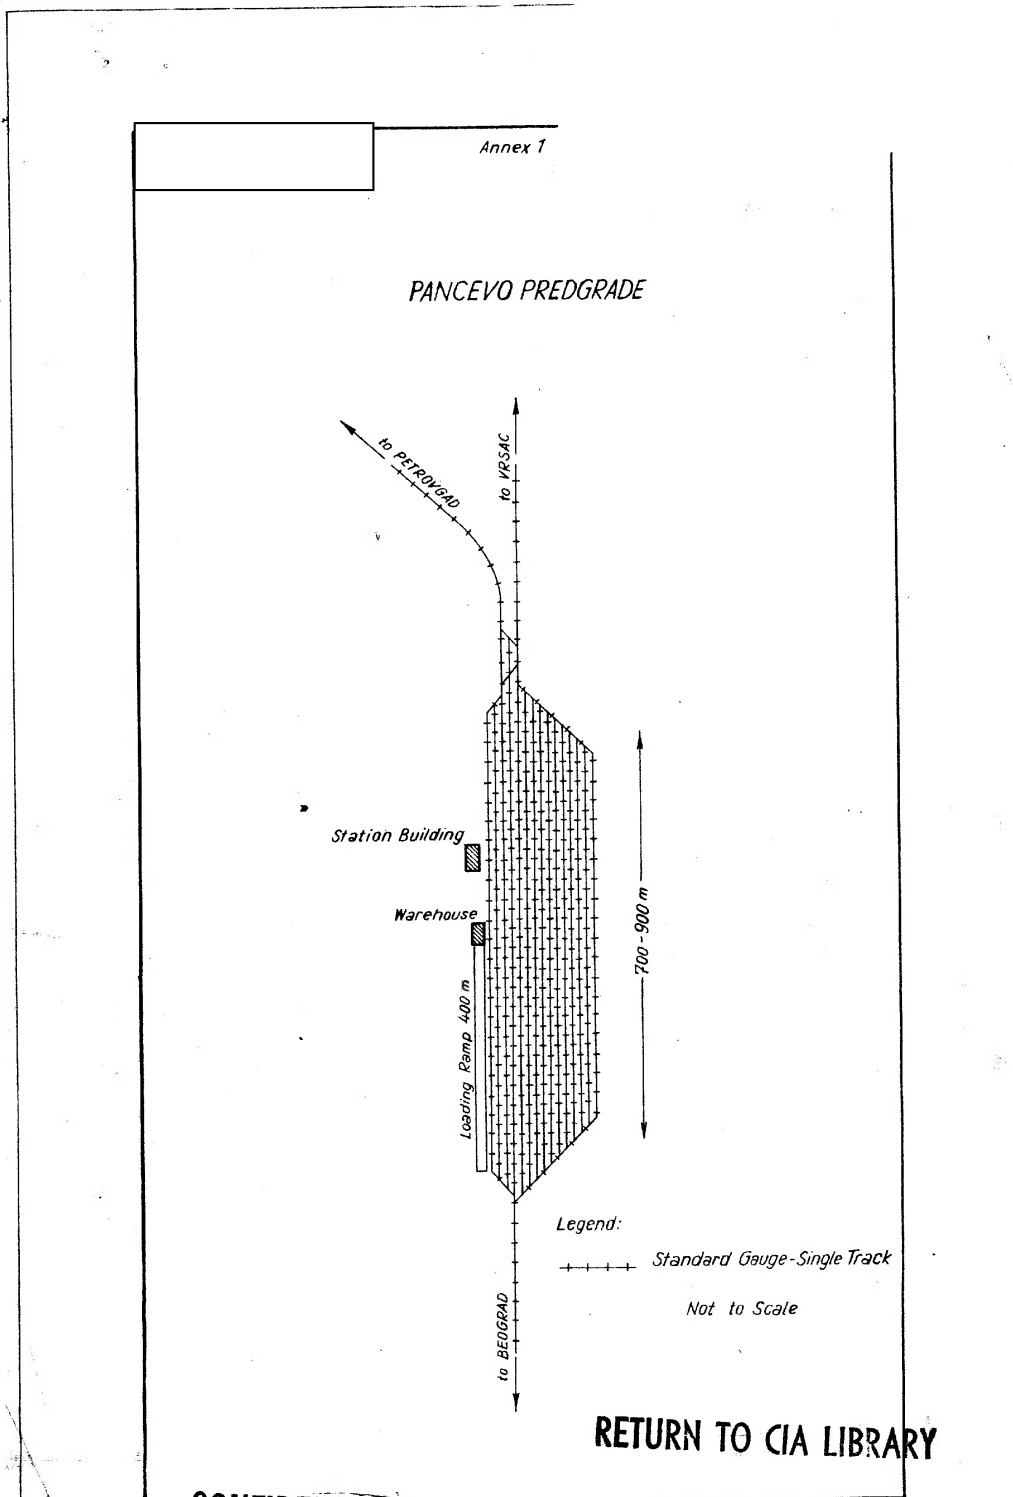 Annex 1
PANCEVO PREDGRADE
to PETROVGAD
to VRSAC
Station Building
Warehouse
700-900 m
Loading Ramp 400 m
Legend:
Standard Gauge-Single Track
Not to Scale
to BEOGRAD
RETURN TO CIA LIBRARY